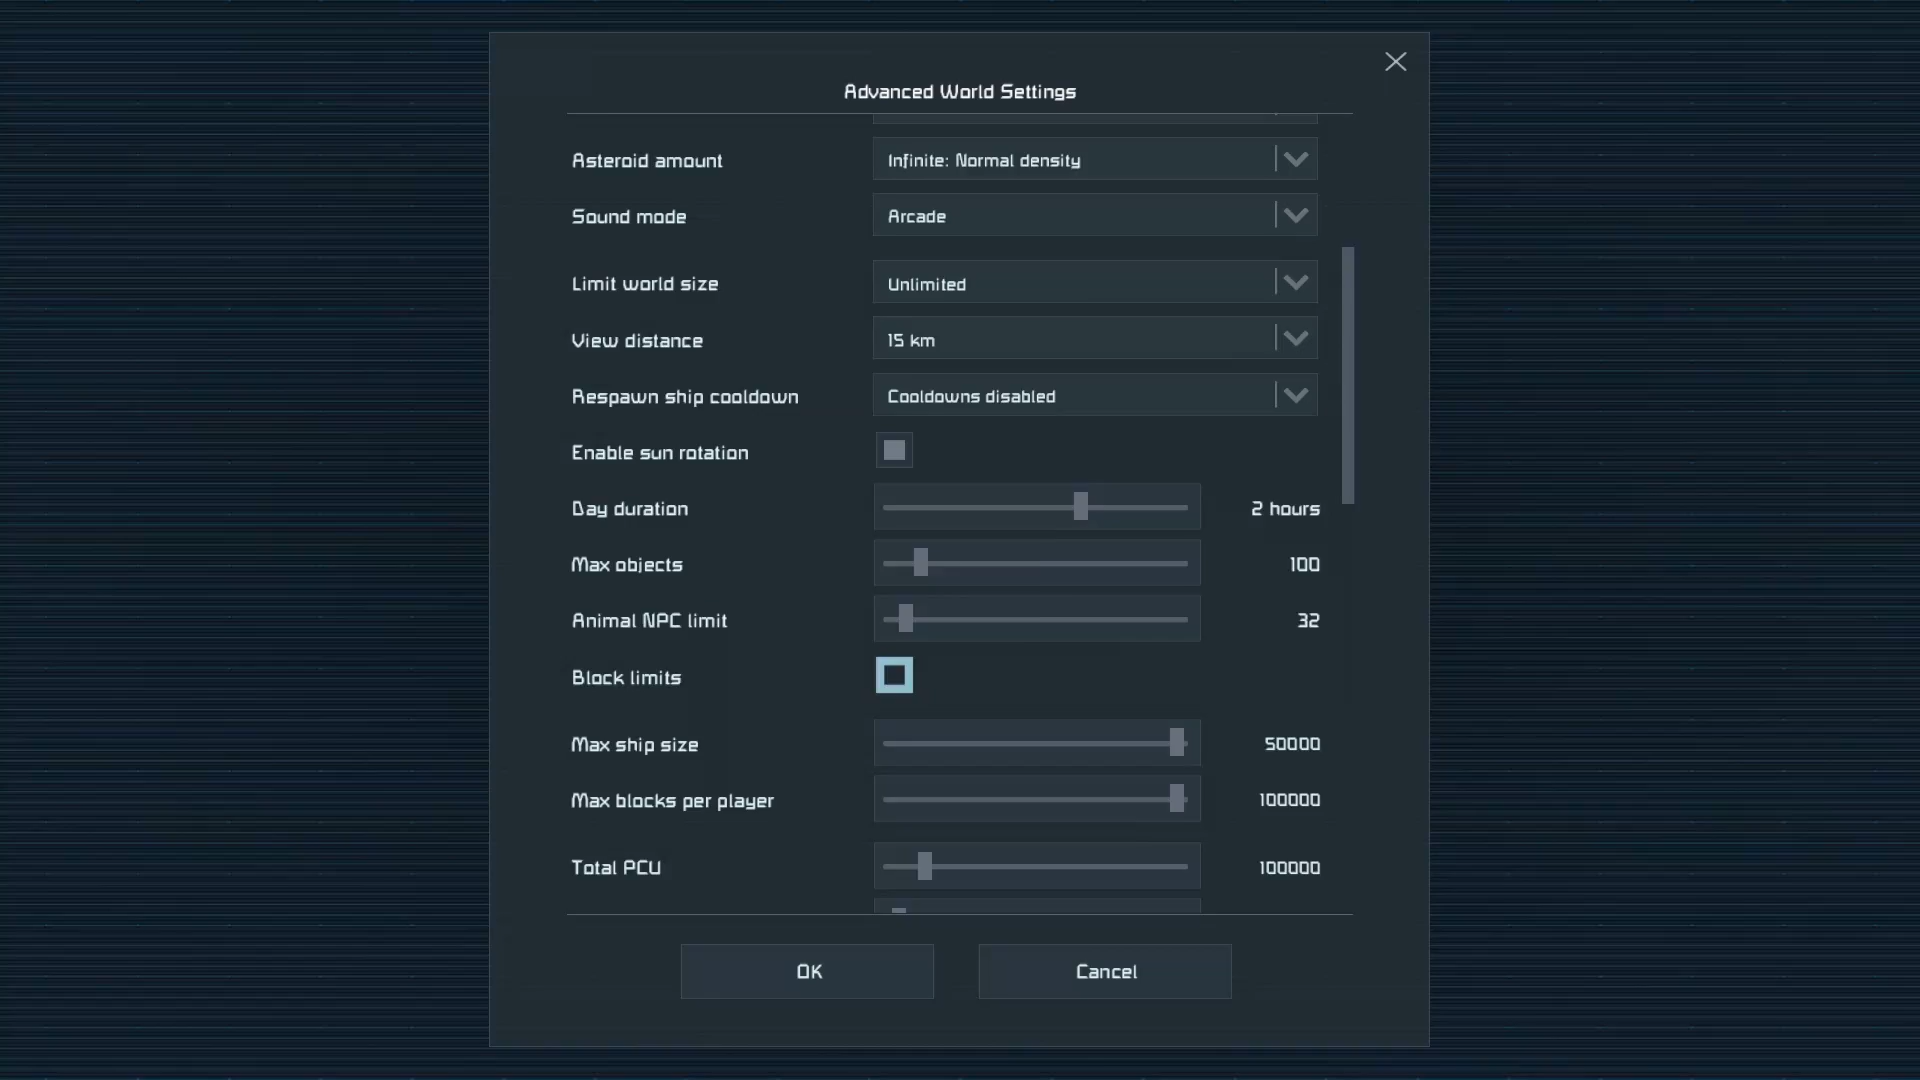 Advanced World Settings
Asteroid amount Infinite: Normal density
Sound mode Arcade
Limit world size Unlimited
View distance 15 km
Respawn ship cooldown Cooldowns disabled
Enable sun rotation
Day duration 2 hours
Max objects 100
Animal NPC limit 32
Block limits
Max ship size 50000
Max blocks per player 100000
Total PCU 100000
OK Cancel